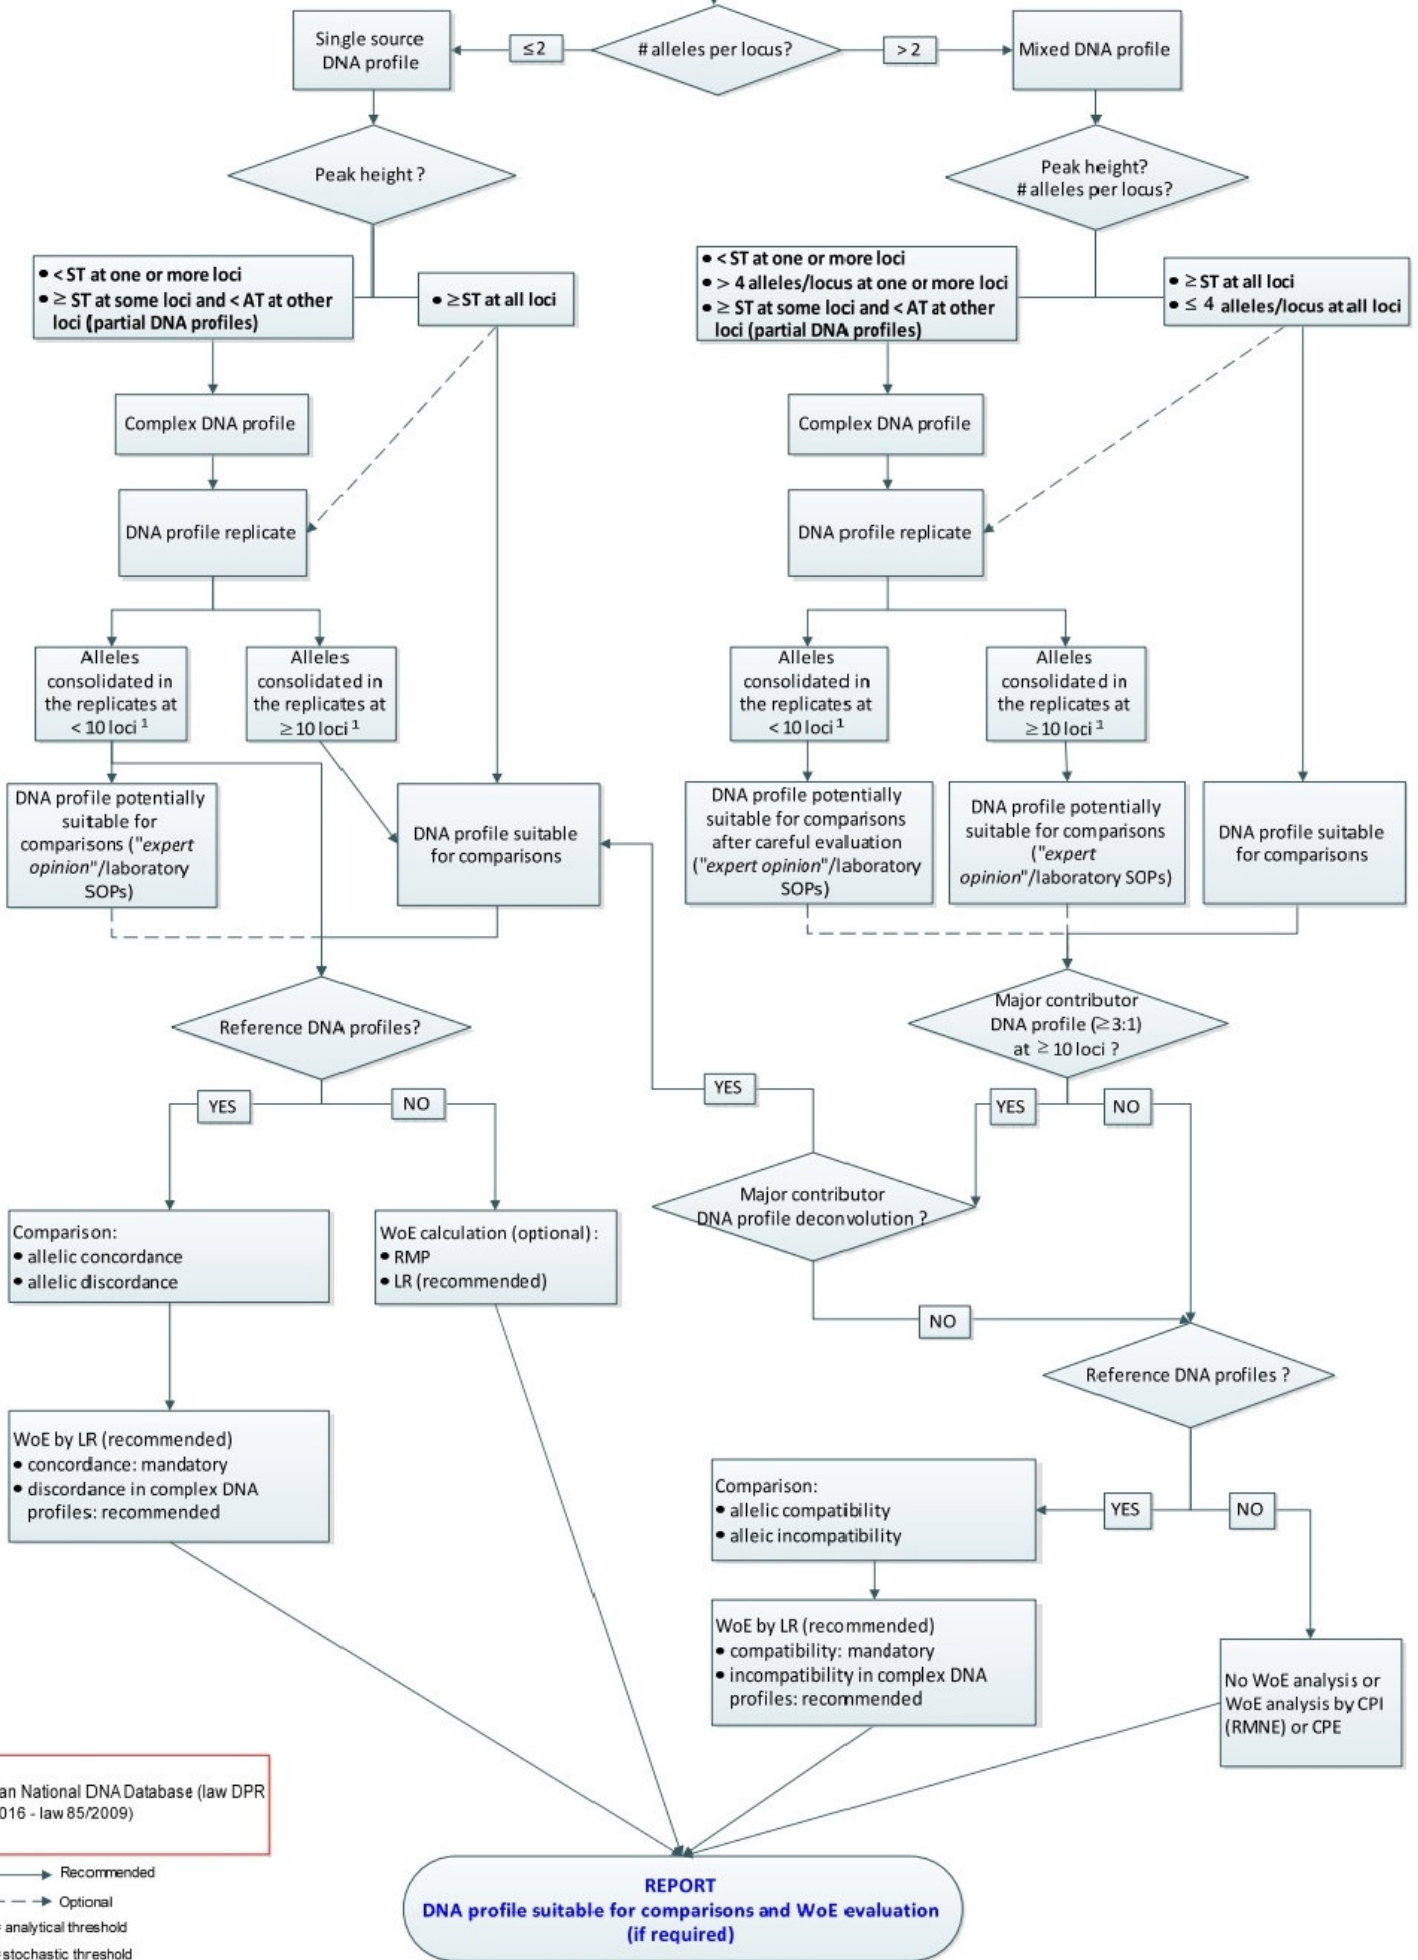 Single source
DNA profile
≤2
# alleles per locus?
> 2
Mixed DNA profile
Peak height ?
Peak height?
# alleles per locus?
• < ST at one or more loci
• ≥ ST at some loci and < AT at other
loci (partial DNA profiles)
• ≥ST at all loci
• < ST at one or more loci
• > 4 alleles/locus at one or more loci
• ≥ ST at some loci and < AT at other
loci (partial DNA profiles)
• ≥ST at all loci
• ≤ 4 alleles/locus at all loci
Complex DNA profile
Complex DNA profile
DNA profile replicate
DNA profile replicate
Alleles
consolidated in
the replicates at
< 10 loci 1
Alleles
consolidated in
the replicates at
≥ 10 loci 1
Alleles
consolidated in
the replicates at
< 10 loci 1
Alleles
consolidated in
the replicates at
≥ 10 loci 1
DNA profile potentially
suitable for
comparisons ("expert
opinion"/laboratory
SOPs)
DNA profile suitable
for comparisons
DNA profile potentially
suitable for comparisons
after careful evaluation
("expert opinion"/laboratory
SOPs)
DNA profile potentially
suitable for comparisons
("expert
opinion"/laboratory SOPs)
DNA profile suitable
for comparisons
Reference DNA profiles?
Major contributor
DNA profile (≥3:1)
at ≥ 10 loci ?
YES
NO
YES
YES
NO
Major contributor
DNA profile deconvolution ?
Comparison:
• allelic concordance
• allelic discordance
WoE calculation (optional) :
• RMP
• LR (recommended)
NO
Reference DNA profiles ?
WoE by LR (recommended)
• concordance: mandatory
• discordance in complex DNA
profiles: recommended
Comparison:
• allelic compatibility
• alleic incompatibility
YES
NO
WoE by LR (recommended)
• compatibility: mandatory
• incompatibility in complex DNA
profiles: recommended
No WoE analysis or
WoE analysis by CPI
(RMNE) or CPE
an National DNA Database (law DPR
016 - law 85/2009)
Recommended
Optional
= analytical threshold
= stochastic threshold
REPORT
DNA profile suitable for comparisons and WoE evaluation
(if required)